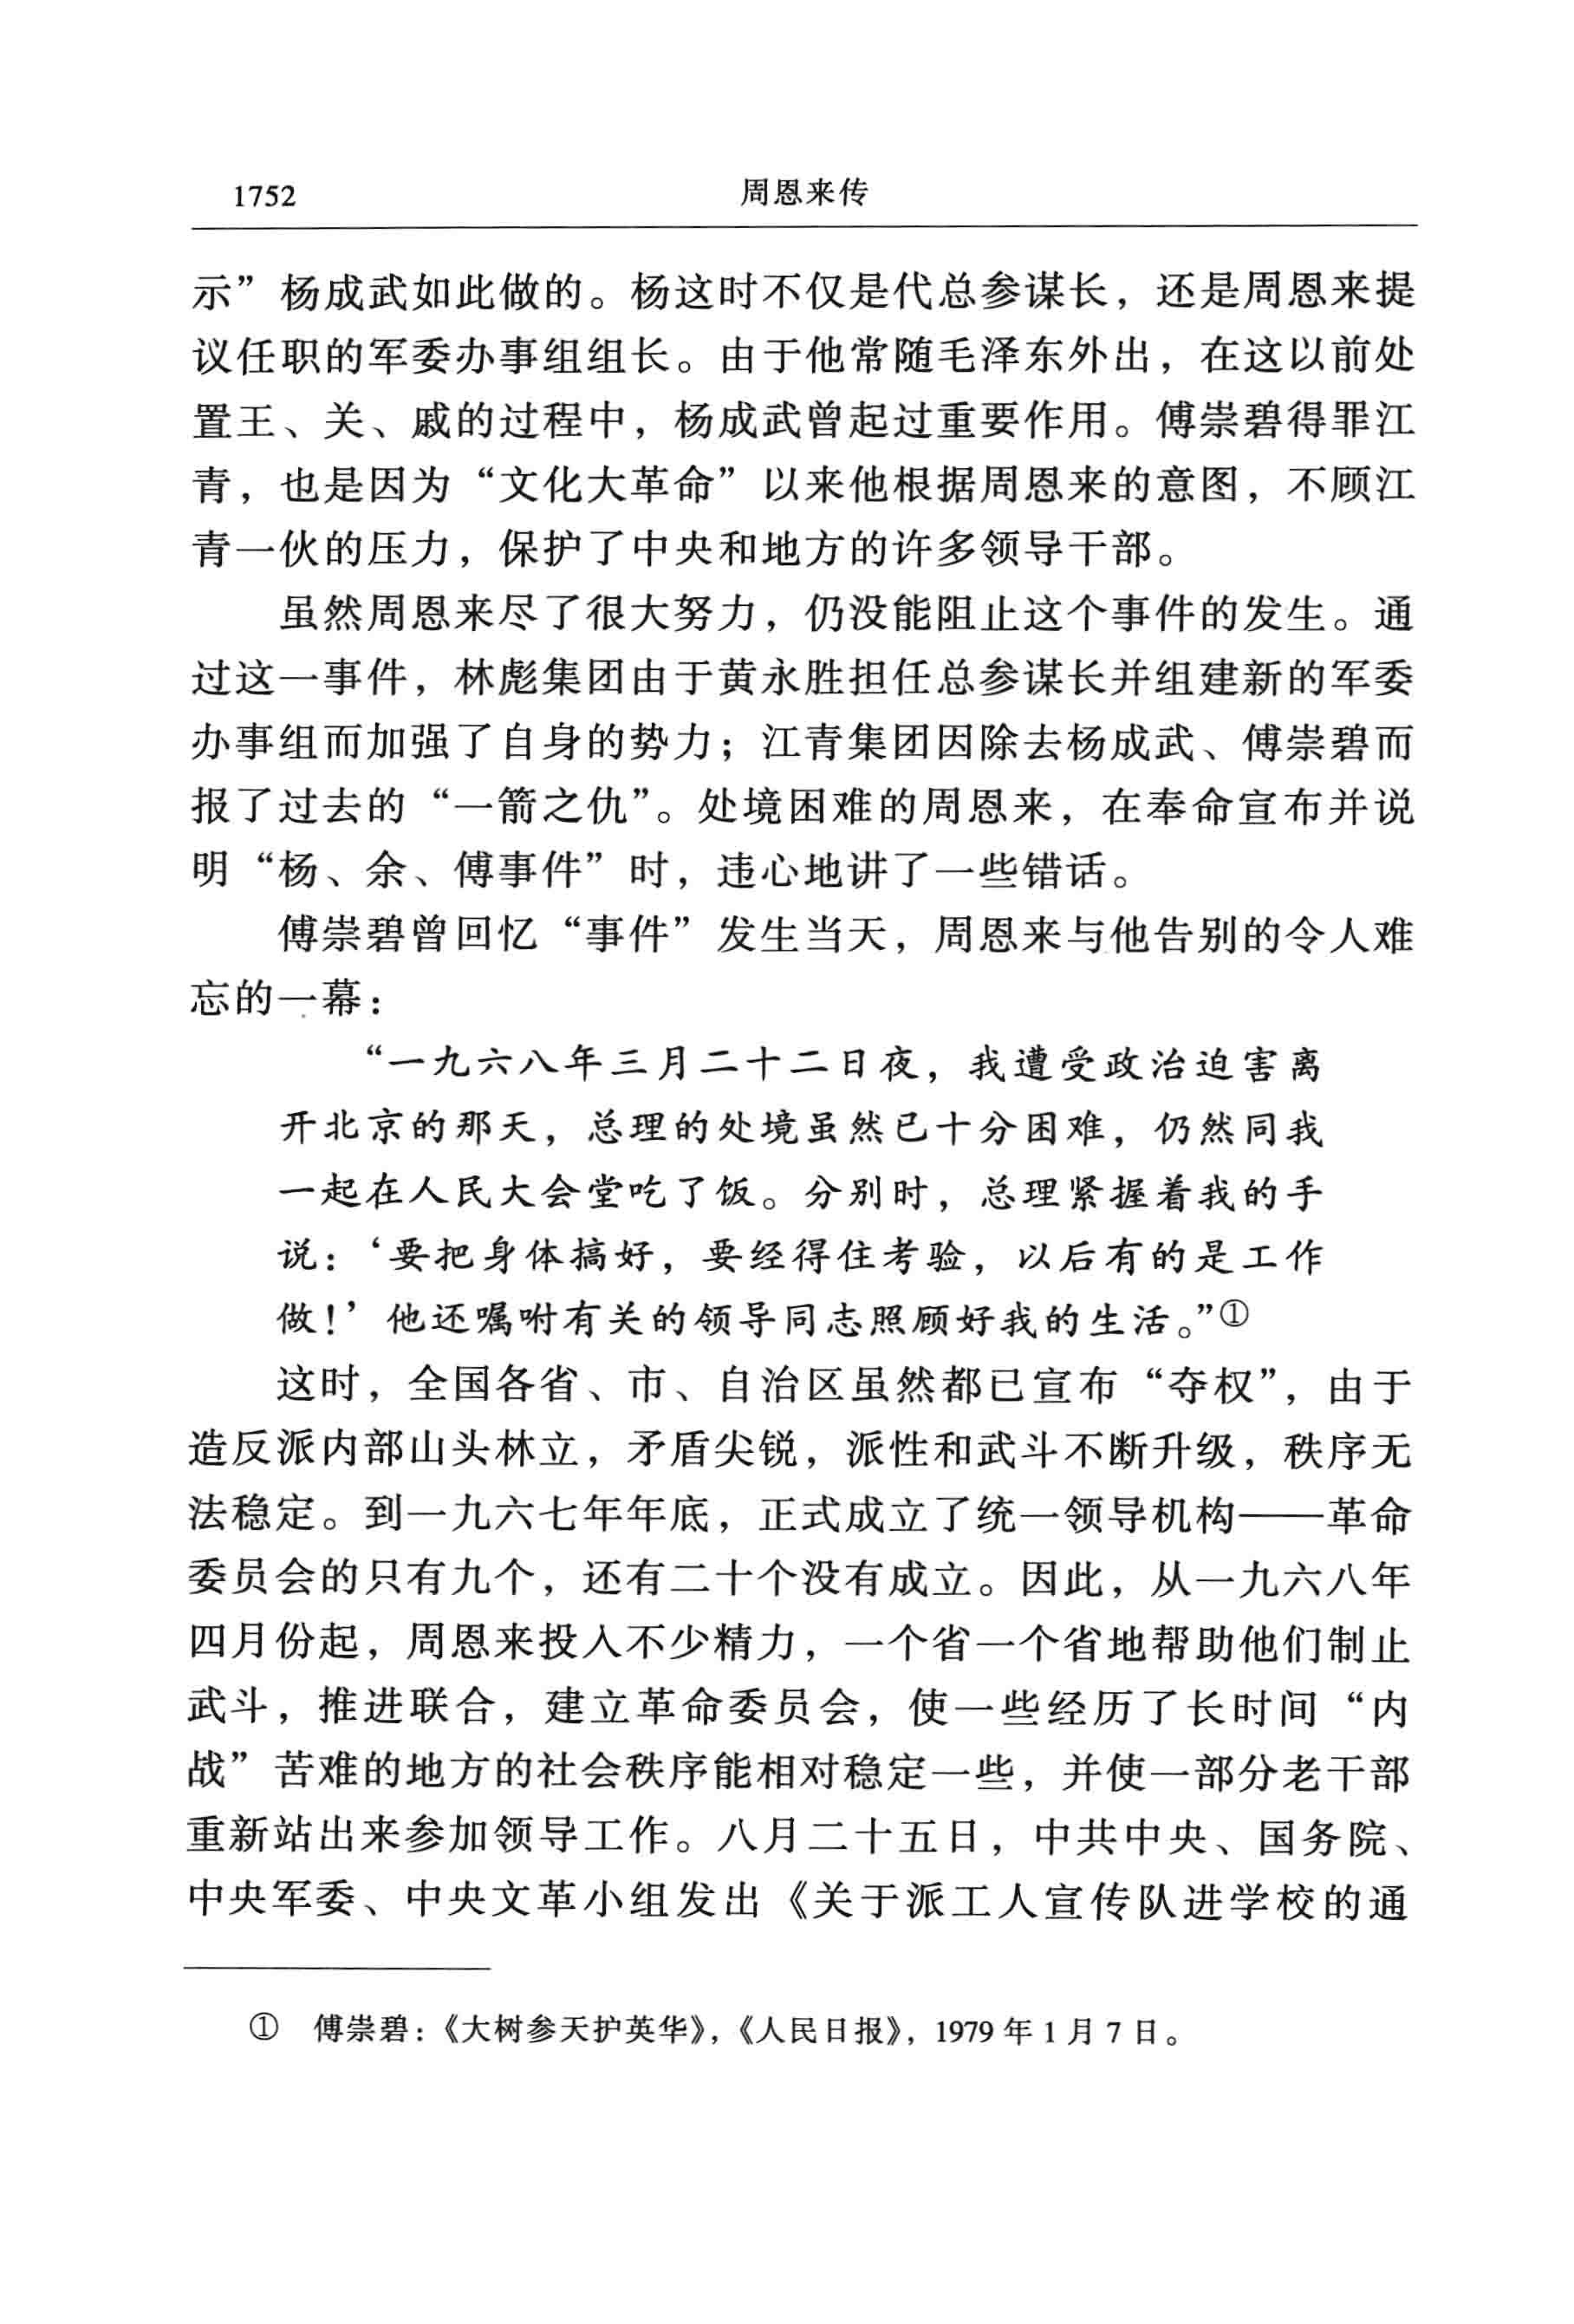 1752
周恩来传
示”杨成武如此做的。杨这时不仅是代总参谋长，还是周恩来提
议任职的军委办事组组长。由于他常随毛泽东外出，在这以前处
置王、关、戚的过程中，杨成武曾起过重要作用。傅崇碧得罪江
青，也是因为“文化大革命”以来他根据周恩来的意图，不顾江
青一伙的压力，保护了中央和地方的许多领导干部。
虽然周恩来尽了很大努力，仍没能阻止这个事件的发生。通
过这一事件，林彪集团由于黄永胜担任总参谋长并组建新的军委
办事组而加强了自身的势力；江青集团因除去杨成武、傅崇碧而
报了过去的“一箭之仇”。处境困难的周恩来，在奉命宣布并说
明“杨、余、傅事件”时，违心地讲了一些错话。
傅崇碧曾回忆“事件”发生当天，周恩来与他告别的令人难
忘的一幕：
“一九六八年三月二十二日夜，我遭受政治迫害离
开北京的那天，总理的处境虽然已十分困难，仍然同我
一起在人民大会堂吃了饭。分别时，总理紧握着我的手
说：‘要把身体搞好，要经得住考验，以后有的是工作
做！’他还嘱咐有关的领导同志照顾好我的生活。”①
这时，全国各省、市、自治区虽然都已宣布“夺权”，由于
造反派内部山头林立，矛盾尖锐，派性和武斗不断升级，秩序无
法稳定。到一九六七年年底，正式成立了统一领导机构——革命
委员会的只有九个，还有二十个没有成立。因此，从一九六八年
四月份起，周恩来投入不少精力，一个省一个省地帮助他们制止
武斗，推进联合，建立革命委员会，使一些经历了长时间“内
战”苦难的地方的社会秩序能相对稳定一些，并使一部分老干部
重新站出来参加领导工作。八月二十五日，中共中央、国务院、
中央军委、中央文革小组发出《关于派工人宣传队进学校的通
① 傅崇碧：《大树参天护英华》，《人民日报》，1979年1月7日。